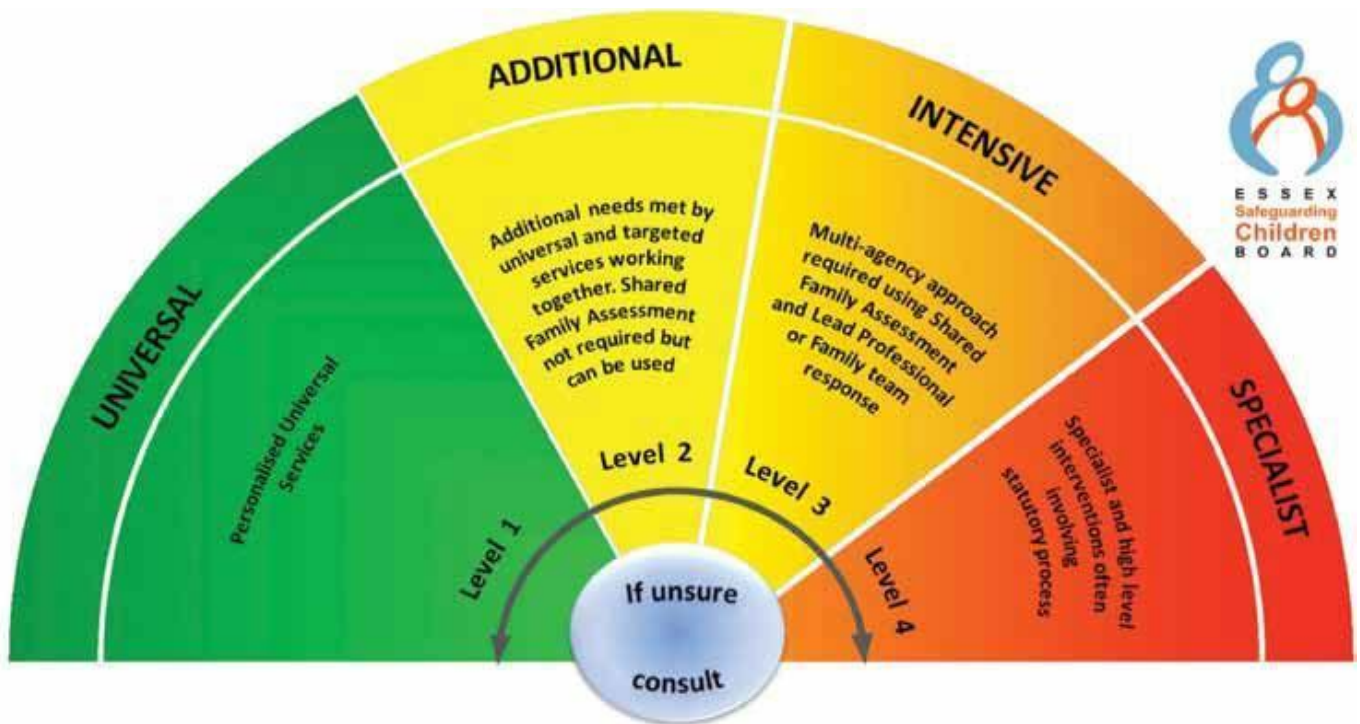 UNIVERSAL
Personalised Universal
Services
Level 1
ADDITIONAL
Additional needs met by
universal and targeted
services working
together. Shared
Family Assessment
not required but
can be used
Level 2
INTENSIVE
Multi-agency approach
required using Shared
Family Assessment
and Lead Professional
or Family team
response
Level 3
SPECIALIST
Specialist and high level
interventions often
involving
statutory process
Level 4
If unsure
consult
ESSEX
Safeguarding
Children
BOARD